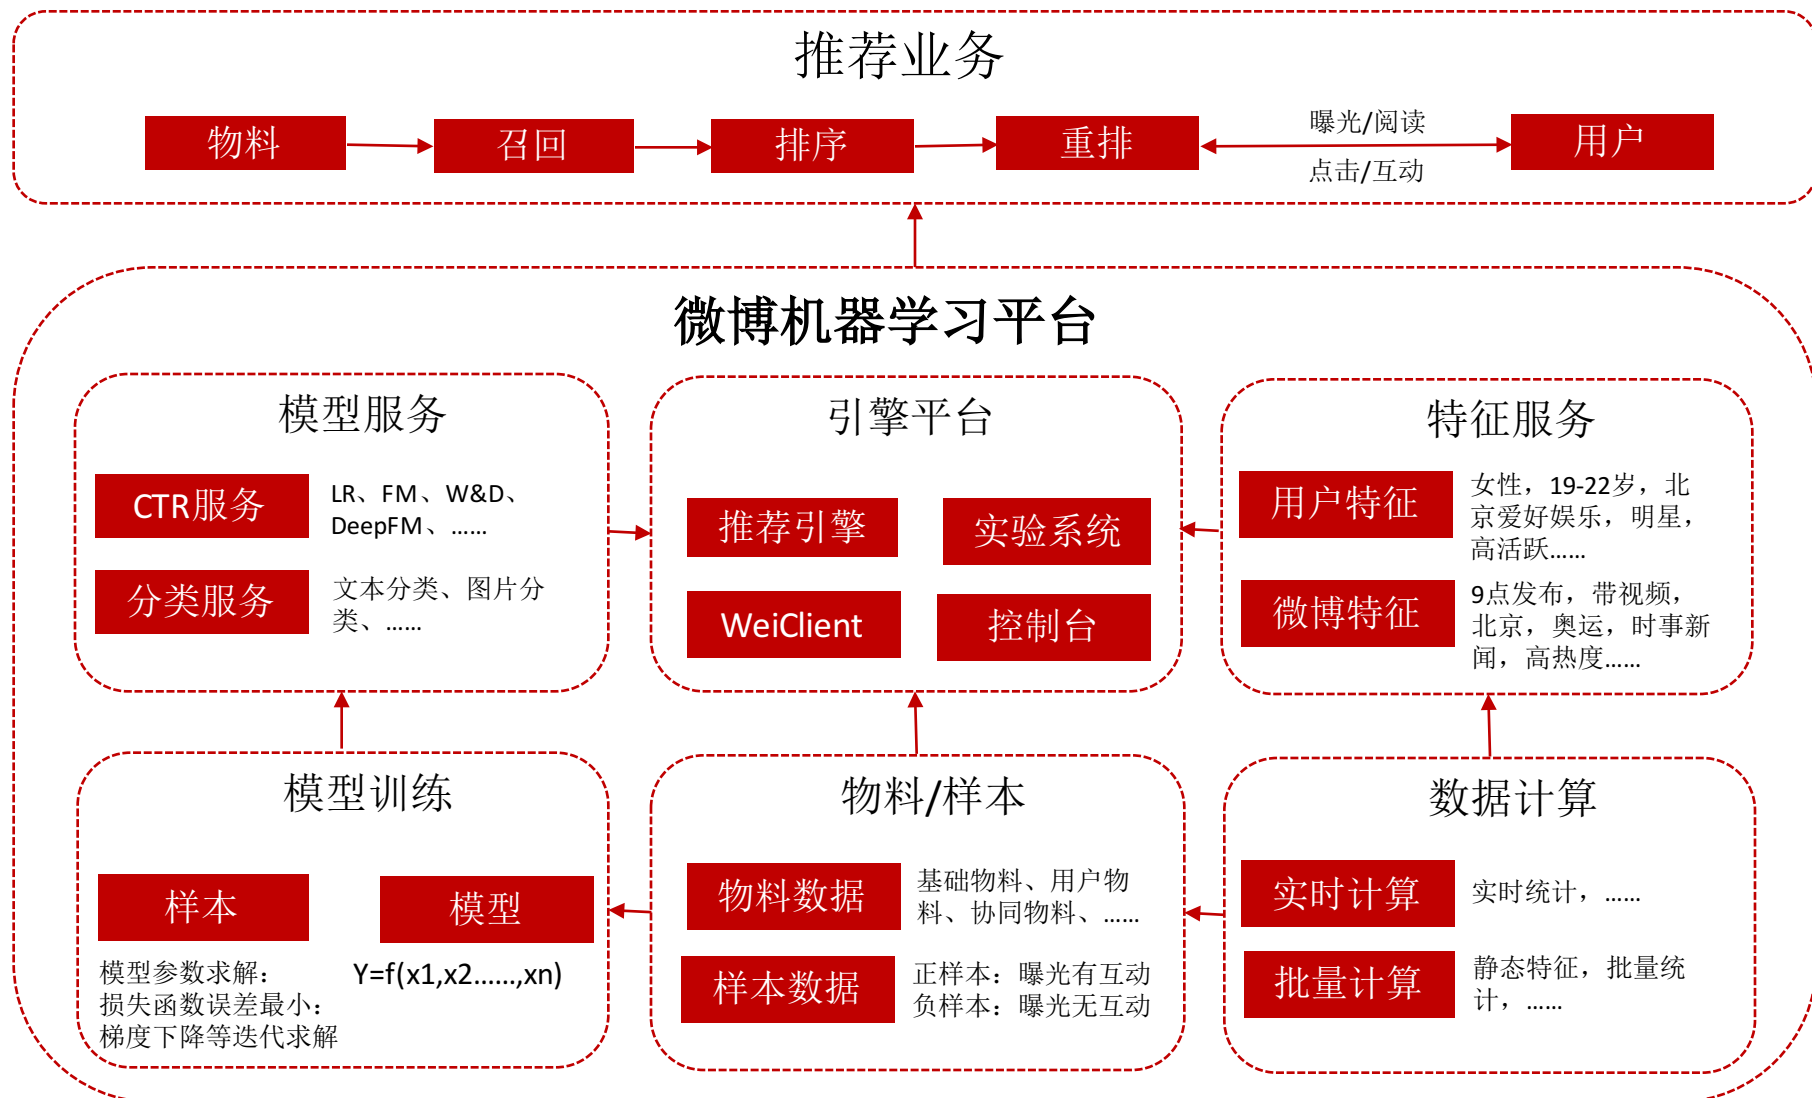 推荐业务
物料
召回
排序
重排
曝光/阅读
点击/互动
用户
微博机器学习平台
模型服务
CTR服务
LR、FM、W&D、
DeepFM、……
分类服务
文本分类、图片分
类、……
引擎平台
推荐引擎
实验系统
WeiClient
控制台
特征服务
用户特征
女性，19-22岁，北
京爱好娱乐，明星，
高活跃……
微博特征
9点发布，带视频，
北京，奥运，时事新
闻，高热度……
模型训练
样本
模型
模型参数求解：
损失函数误差最小：
梯度下降等迭代求解
Y=f(x1,x2……,xn)
物料/样本
物料数据
基础物料、用户物
料、协同物料、……
样本数据
正样本：曝光有互动
负样本：曝光无互动
数据计算
实时计算
实时统计，……
批量计算
静态特征，批量统
计，……